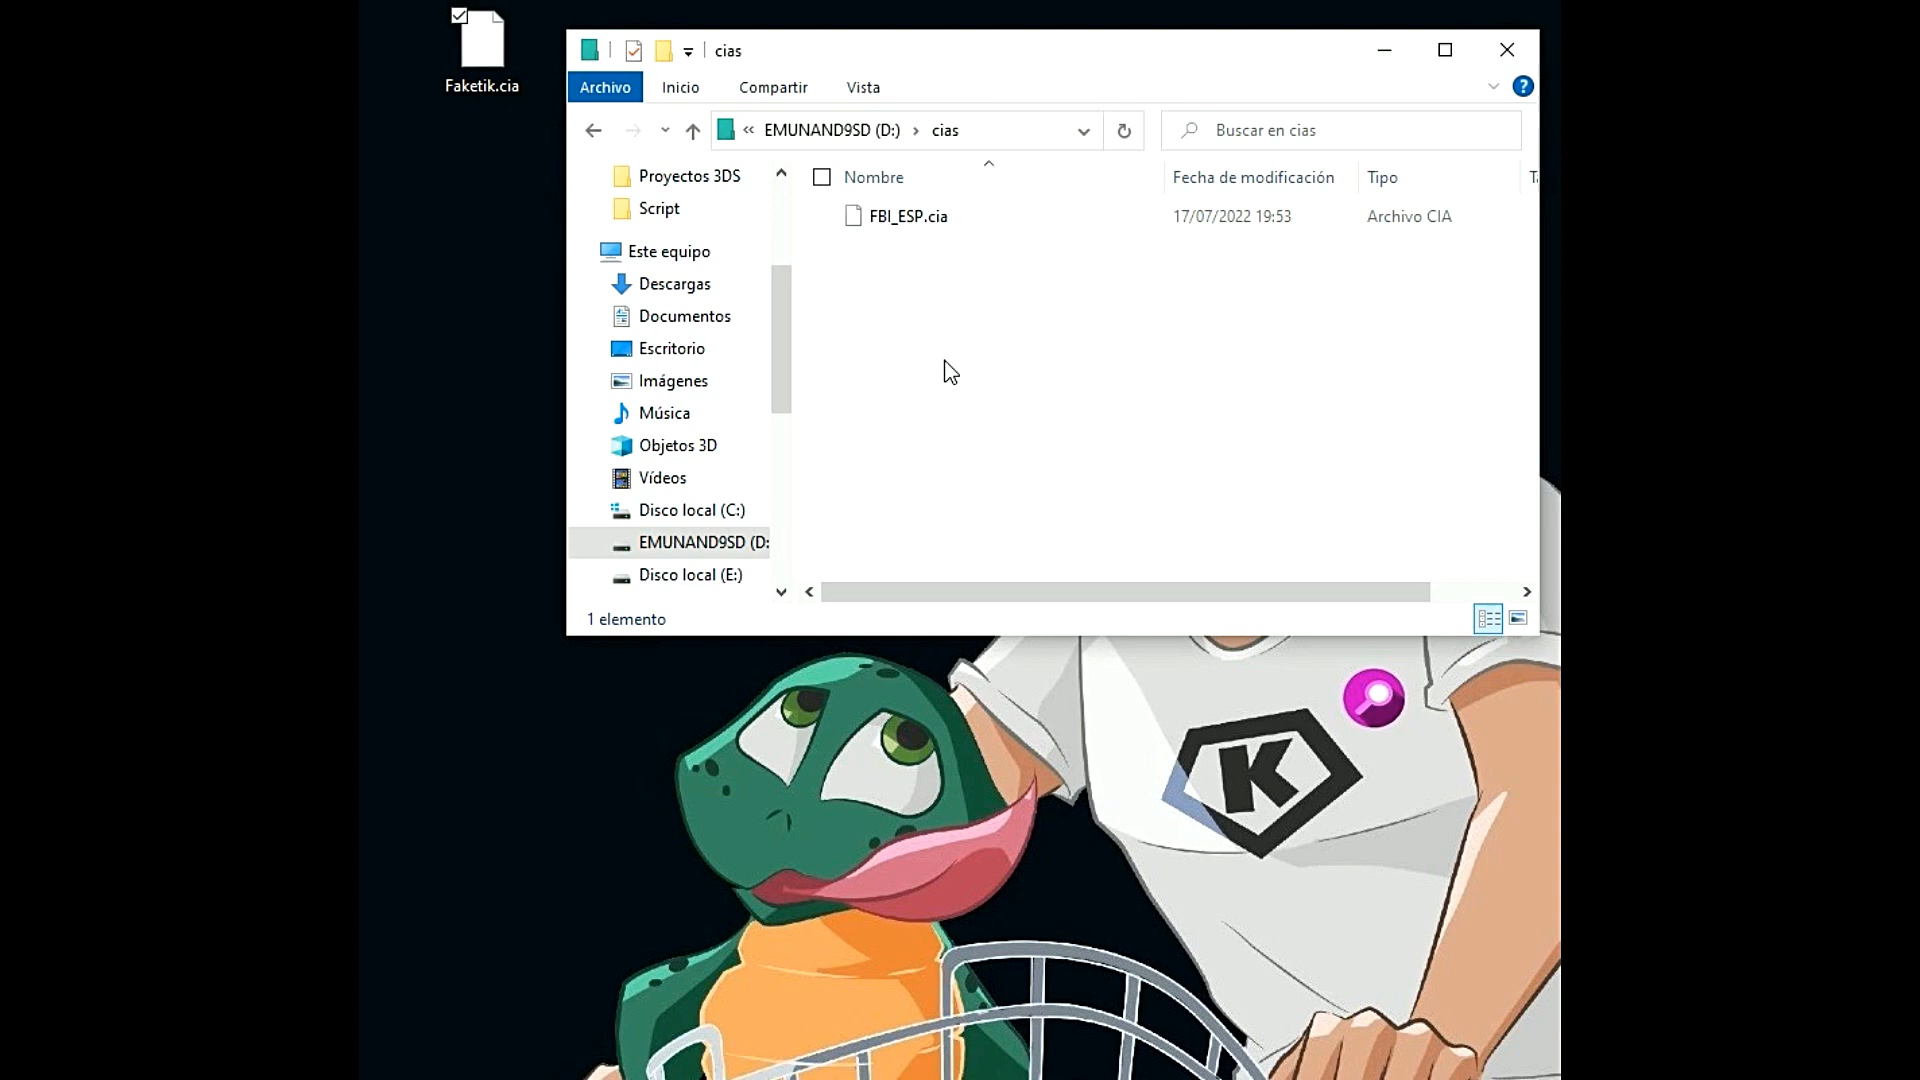 Faketik.cia
cias
Archivo Inicio Compartir Vista
?
« EMUNAND9SD (D:) › cias
Buscar en cias
Nombre Fecha de modificación Tipo
FBI_ESP.cia 17/07/2022 19:53 Archivo CIA
Proyectos 3DS
Script
Este equipo
Descargas
Documentos
Escritorio
Imágenes
Música
Objetos 3D
Vídeos
Disco local (C:)
EMUNAND9SD (D:
Disco local (E:)
1 elemento
K